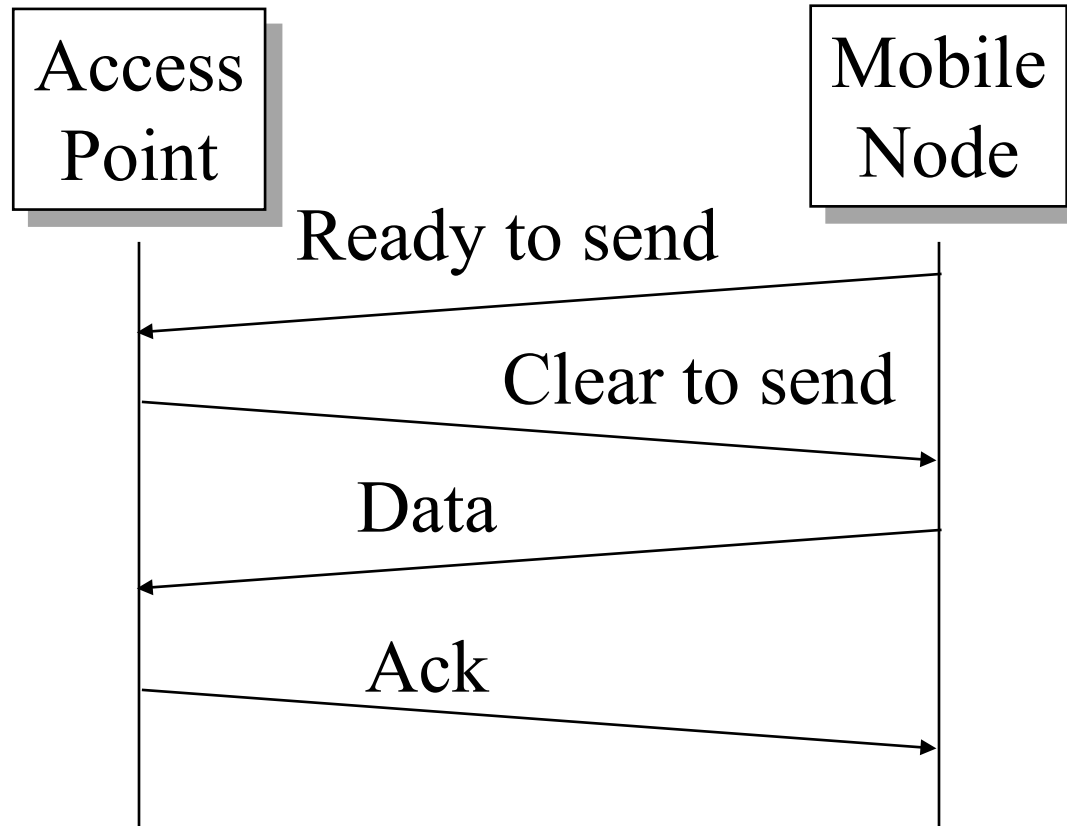 Access
Point
Mobile
Node
Ready to send
Clear to send
Data
Ack